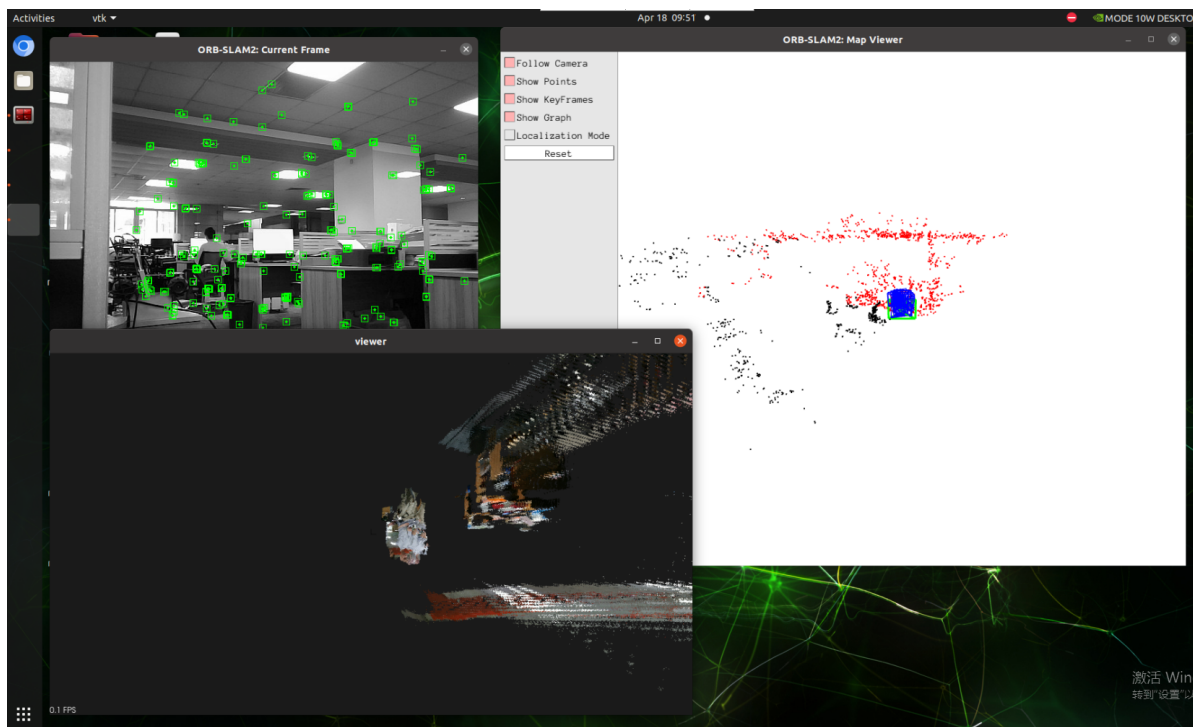 Activities
vtk
Apr 18 09:51
MODE 10W DESKTO
ORB-SLAM2: Current Frame
ORB-SLAM2: Map Viewer
Follow Camera
Show Points
Show KeyFrames
Show Graph
Localization Mode
Reset
viewer
0.1 FPS
激活 Win
转到"设置"以